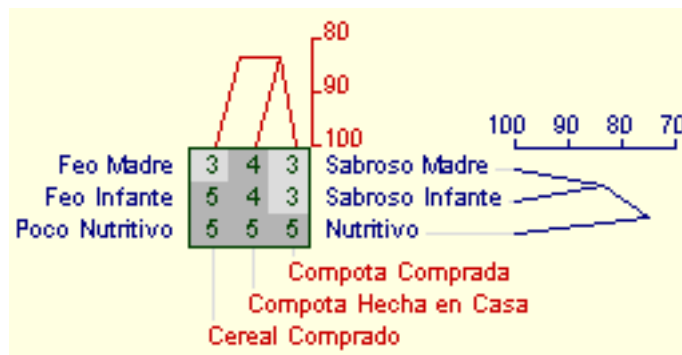 80
90
100
100 90 80 70
Feo Madre 3 4 3 Sabroso Madre
Feo Infante 5 4 3 Sabroso Infante
Poco Nutritivo 5 5 5 Nutritivo
Compota Comprada
Compota Hecha en Casa
Cereal Comprado